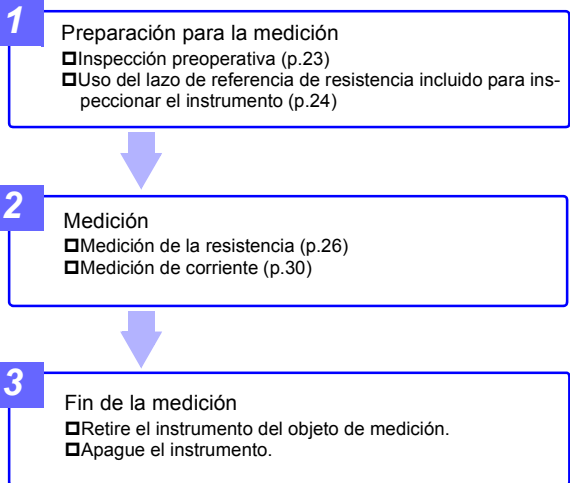 1
Preparación para la medición
❑Inspección preoperativa (p.23)
❑Uso del lazo de referencia de resistencia incluido para ins-
peccionar el instrumento (p.24)
2
Medición
❑Medición de la resistencia (p.26)
❑Medición de corriente (p.30)
3
Fin de la medición
❑Retire el instrumento del objeto de medición.
❑Apague el instrumento.